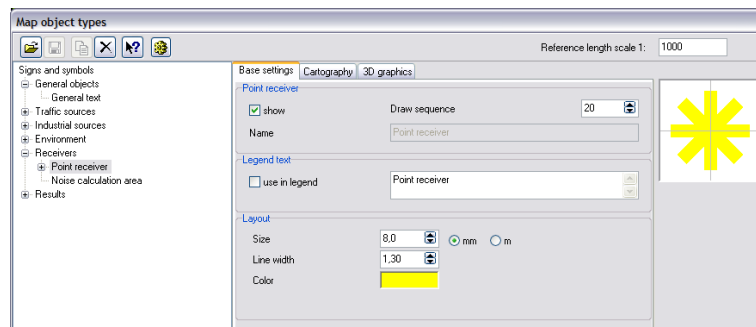 Map object types
Reference length scale 1: 1000
Signs and symbols
General objects
General text
Traffic sources
Industrial sources
Environment
Receivers
Point receiver
Noise calculation area
Results
Base settings Cartography 3D graphics
Point receiver
show Draw sequence 20
Name Point receiver
Legend text
use in legend Point receiver
Layout
Size 8,0 mm m
Line width 1,30
Color